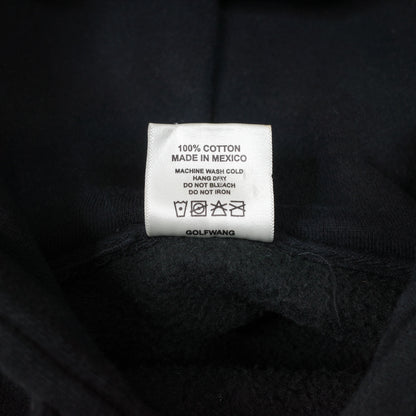 100% COTTON
MADE IN MEXICO
MACHINE WASH COLD
HANG DRY
DO NOT BLEACH
DO NOT IRON
GOLFWANG